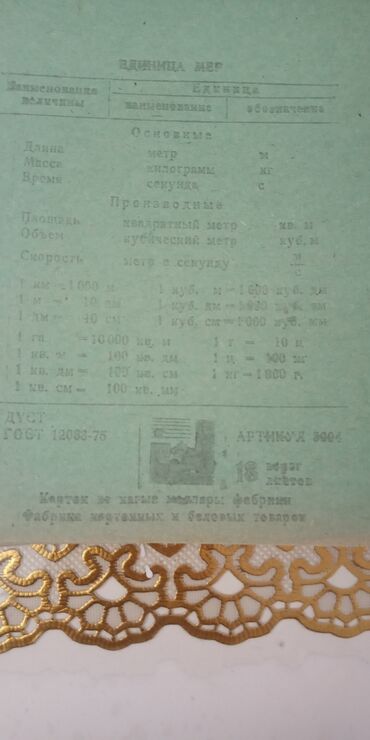 ЕДИНИЦА МЕР
Наименование величины
Единица
наименование обозначение
Основные
Длина метр м
Масса килограмм кг
Время секунда с
Производные
Площадь квадратный метр кв. м
Объем кубический метр куб. м
Скорость метр в секунду м/с
1 км = 1000 м 1 куб. м = 1000 куб. дм
1 м = 10 дм 1 куб. дм = 1000 куб. см
1 дм = 10 см 1 куб. см = 1000 куб. мм
1 га = 10000 кв. м 1 т = 10 ц
1 кв. м = 100 кв. дм 1 ц = 100 кг
1 кв. дм = 100 кв. см 1 кг = 1000 г.
1 кв. см = 100 кв. мм
ДУСТ
ГОСТ 12063-75 АРТИКУЛ
18 варэг
листов
Картон
Фабрика картонных и беловых товаров